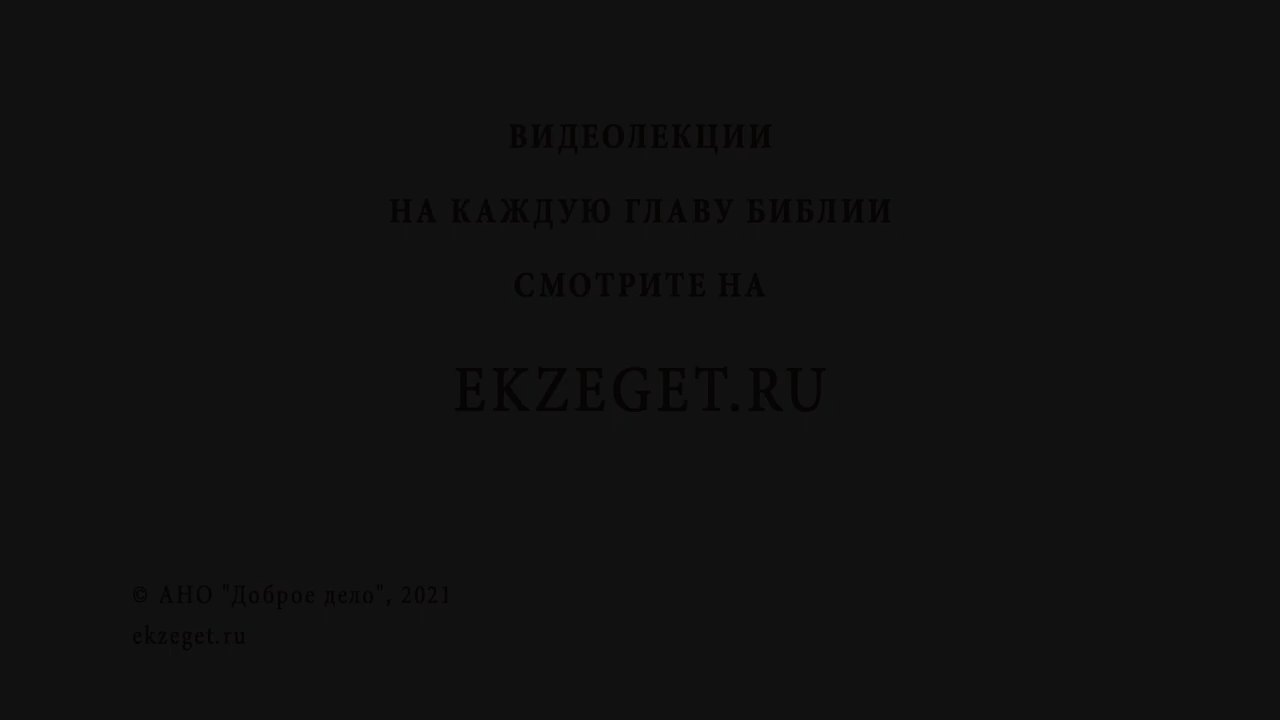 ВИДЕОЛЕКЦИИ
НА КАЖДУЮ ГЛАВУ БИБЛИИ
СМОТРИТЕ НА
EKZEGET.RU
© АНО "Доброе дело", 2021
ekzeget.ru